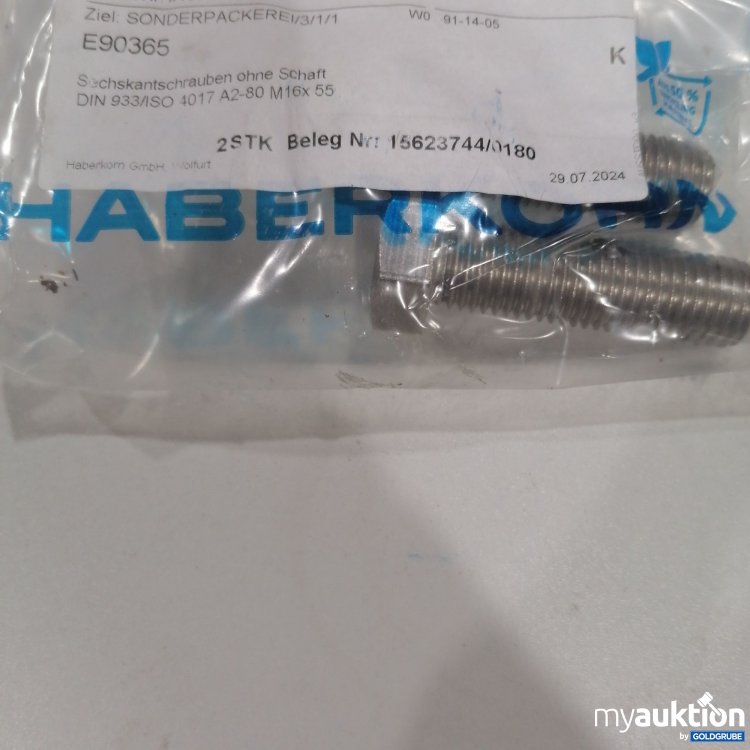 Ziel: SONDERPACKEREI/3/1/1 W0 91-14-05
E90365 K
Sechskantschrauben ohne Schaft
DIN 933/ISO 4017 A2-80 M16x 55
2STK Beleg Nr: 15623744/0180
Haberkorn GmbH, Wolfurt 29.07.2024
HABERKORN
myauktion
by GOLDGRUBE